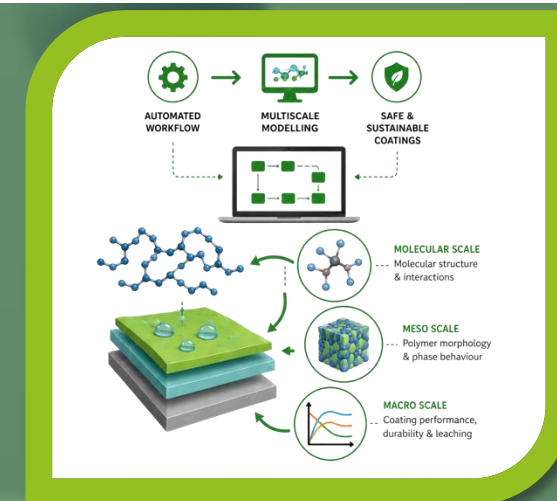 AUTOMATED
WORKFLOW
MULTISCALE
MODELLING
SAFE &
SUSTAINABLE
COATINGS
MOLECULAR SCALE
Molecular structure
& interactions
MESO SCALE
Polymer morphology
& phase behaviour
MACRO SCALE
Coating performance,
durability & leaching